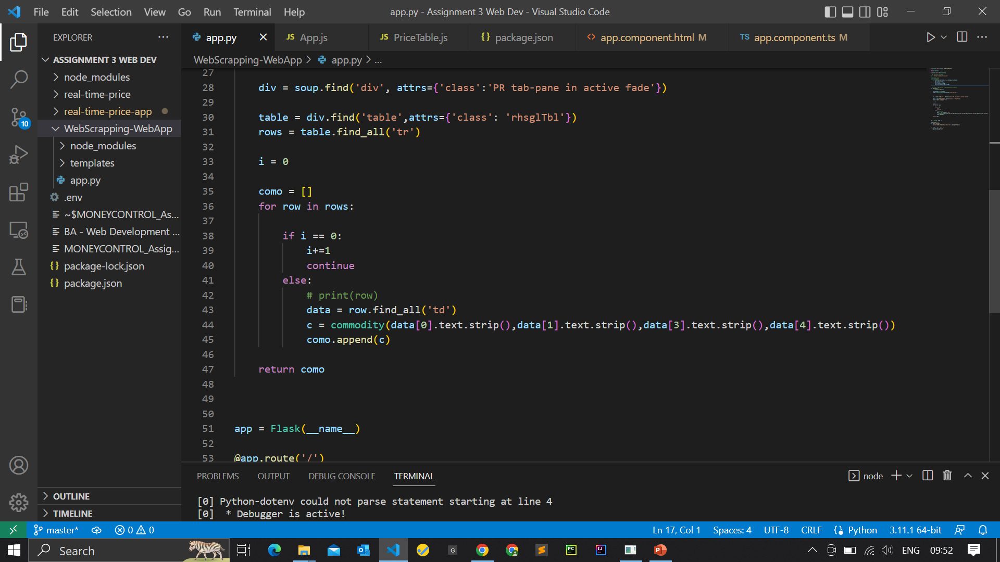 File Edit Selection View Go Run Terminal Help
app.py - Assignment 3 Web Dev - Visual Studio Code
EXPLORER
ASSIGNMENT 3 WEB DEV
node_modules
real-time-price
real-time-price-app
WebScrapping-WebApp
node_modules
templates
app.py
.env
~$MONEYCONTROL_As...
BA - Web Development ...
MONEYCONTROL_Assig...
{} package-lock.json
{} package.json
OUTLINE
TIMELINE
10
app.py
JS App.js
JS PriceTable.js
{} package.json
<> app.component.html M
TS app.component.ts M
WebScrapping-WebApp > app.py > ...
27
28 div = soup.find('div', attrs={'class':'PR tab-pane in active fade'})
29
30 table = div.find('table',attrs={'class': 'rhsglTbl'})
31 rows = table.find_all('tr')
32
33 i = 0
34
35 como = []
36 for row in rows:
37
38 if i == 0:
39 i+=1
40 continue
41 else:
42 # print(row)
43 data = row.find_all('td')
44 c = commodity(data[0].text.strip(),data[1].text.strip(),data[3].text.strip(),data[4].text.strip())
45 como.append(c)
46
47 return como
48
49
50
51 app = Flask(__name__)
52
53 @app.route('/')
PROBLEMS OUTPUT DEBUG CONSOLE TERMINAL
node
[0] Python-dotenv could not parse statement starting at line 4
[0]  * Debugger is active!
master* 0 0
Ln 17, Col 1 Spaces: 4 UTF-8 CRLF {} Python 3.11.1 64-bit
Search
G
PC
IJ
P
ENG 09:52